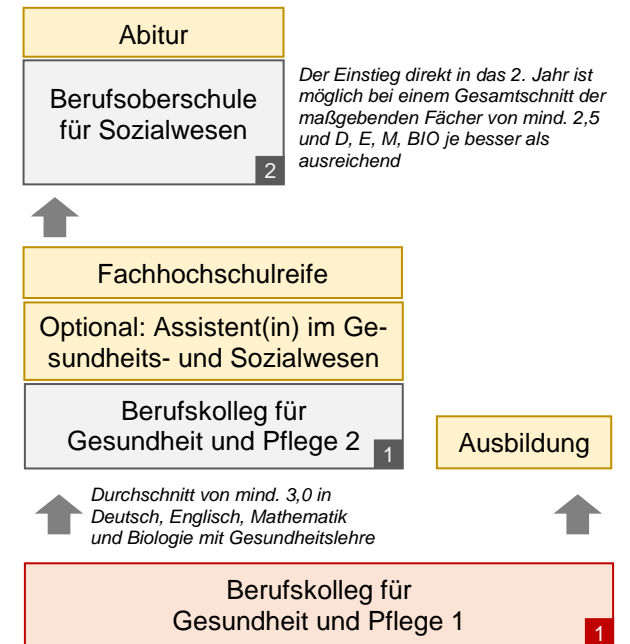 Abitur
Berufsoberschule
für Sozialwesen
2
Der Einstieg direkt in das 2. Jahr ist
möglich bei einem Gesamtschnitt der
maßgebenden Fächer von mind. 2,5
und D, E, M, BIO je besser als
ausreichend
Fachhochschulreife
Optional: Assistent(in) im Ge-
sundheits- und Sozialwesen
Berufskolleg für
Gesundheit und Pflege 2
1
Ausbildung
Durchschnitt von mind. 3,0 in
Deutsch, Englisch, Mathematik
und Biologie mit Gesundheitslehre
Berufskolleg für
Gesundheit und Pflege 1
1